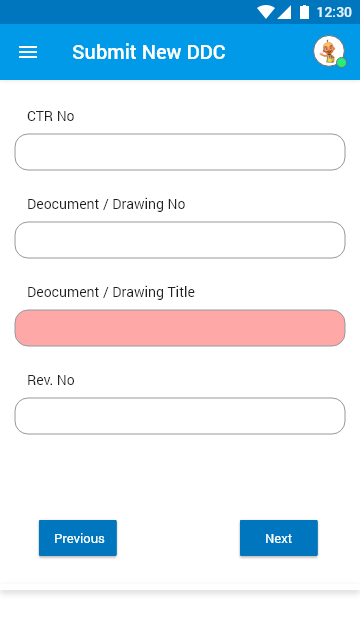 12:30
Submit New DDC
CTR No
Deocument / Drawing No
Deocument / Drawing Title
Rev. No
Previous
Next